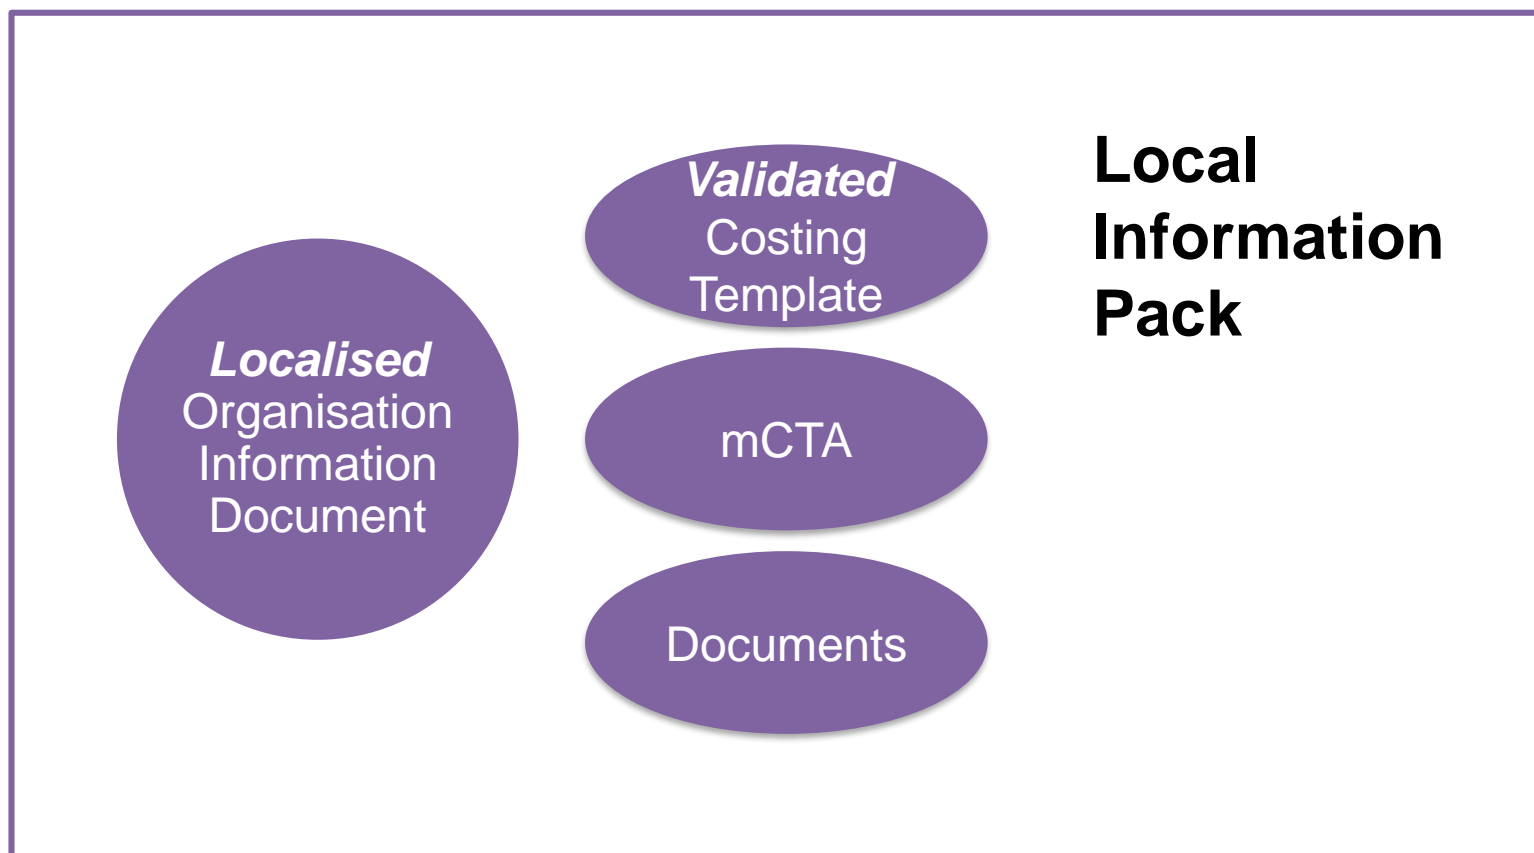 Localised
Organisation
Information
Document
Validated
Costing
Template
mCTA
Documents
Local
Information
Pack